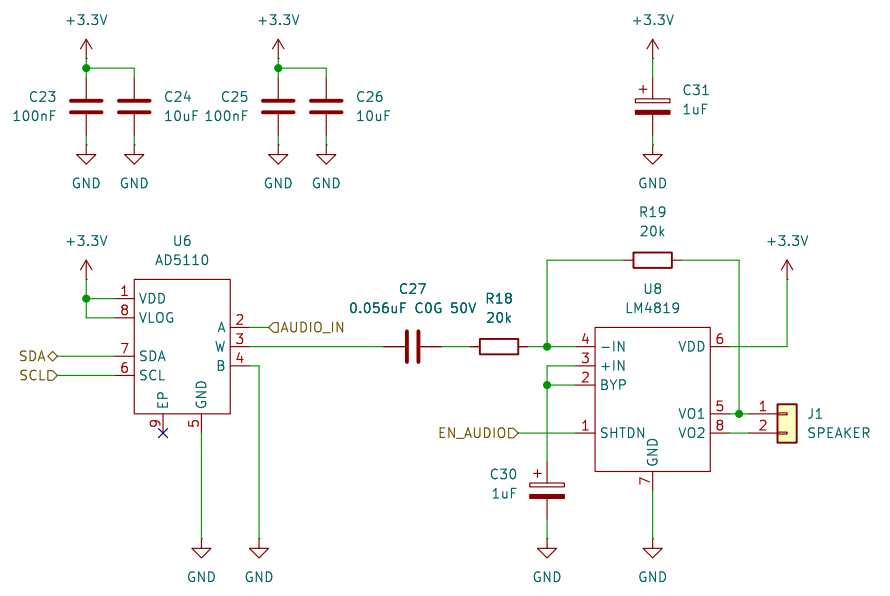 +3.3V
+3.3V
+3.3V
C23
100nF
C24
10uF
C25
100nF
C26
10uF
+
C31
1uF
GND
GND
GND
GND
GND
+3.3V
U6
AD5110
1
VDD
8
VLOG
SDA
7
SDA
SCL
6
SCL
A
2
AUDIO_IN
W
3
B
4
EP
9
GND
5
C27
0.056uF C0G 50V
R18
20k
R19
20k
+3.3V
U8
LM4819
4
-IN
3
+IN
2
BYP
VDD
6
VO1
5
VO2
8
EN_AUDIO
1
SHTDN
GND
7
1
2
J1
SPEAKER
C30
1uF
+
GND
GND
GND
GND